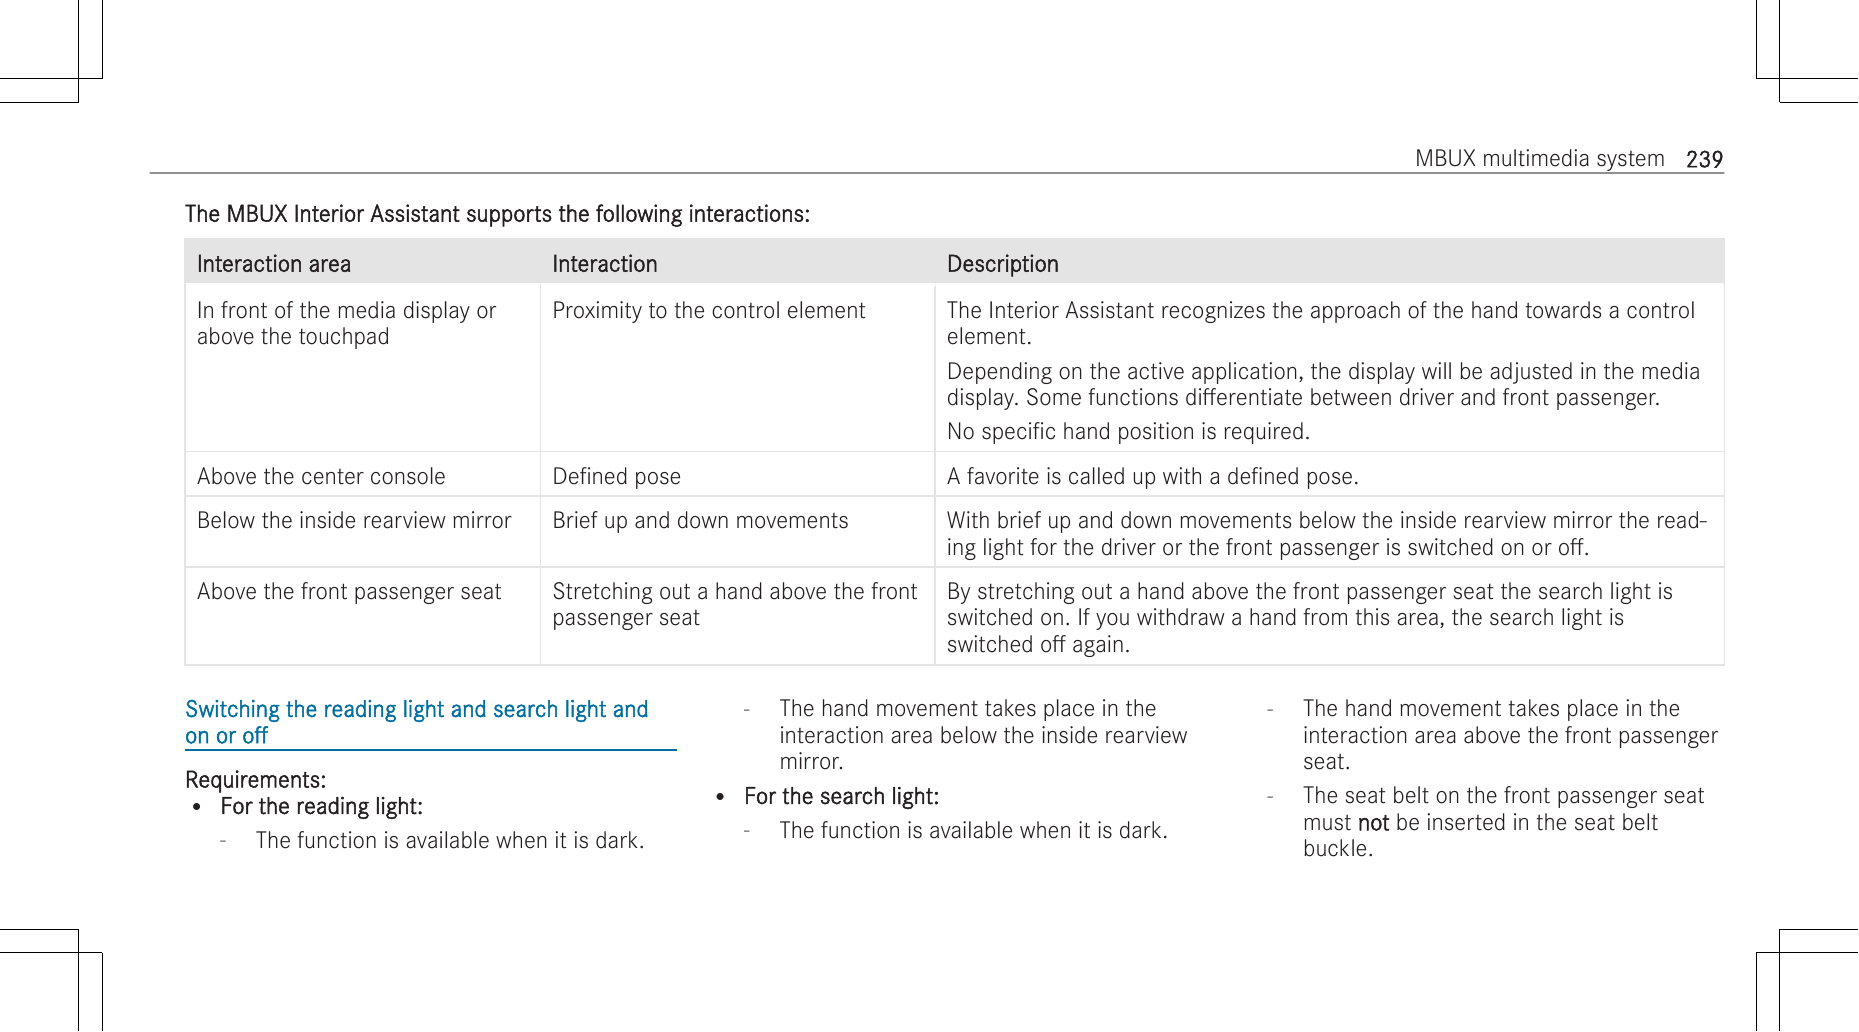 MBUX multimedia system 239
The MBUX Interior Assistant supports the following interactions:
Interaction area Interaction Description
In front of the media display or
above the touchpad
Proximity to the control element
The Interior Assistant recognizes the approach of the hand towards a control
element.
Depending on the active application, the display will be adjusted in the media
display. Some functions differentiate between driver and front passenger.
No specific hand position is required.
Above the center console
Defined pose
A favorite is called up with a defined pose.
Below the inside rearview mirror
Brief up and down movements
With brief up and down movements below the inside rearview mirror the read-
ing light for the driver or the front passenger is switched on or off.
Above the front passenger seat
Stretching out a hand above the front
passenger seat
By stretching out a hand above the front passenger seat the search light is
switched on. If you withdraw a hand from this area, the search light is
switched off again.
Switching the reading light and search light and
on or off
Requirements:
• For the reading light:
- The function is available when it is dark.
- The hand movement takes place in the
interaction area below the inside rearview
mirror.
• For the search light:
- The function is available when it is dark.
- The hand movement takes place in the
interaction area above the front passenger
seat.
- The seat belt on the front passenger seat
must not be inserted in the seat belt
buckle.